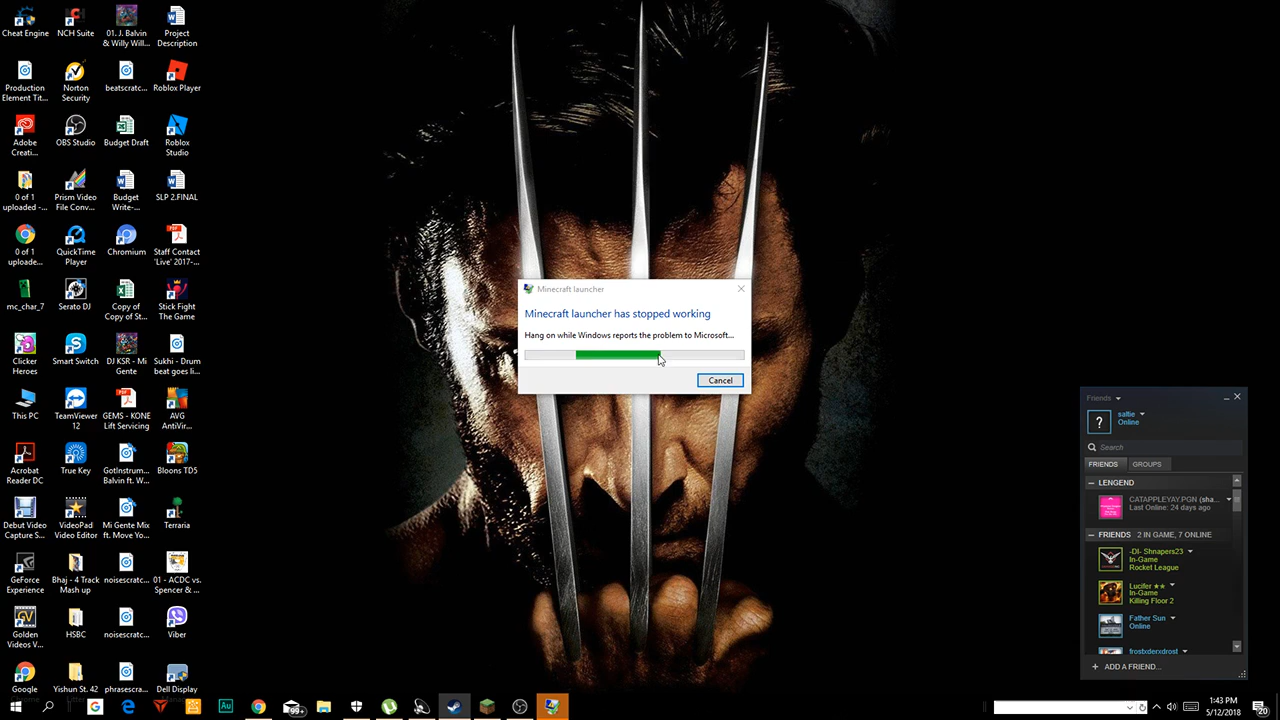 Cheat Engine
NCH Suite
01. J. Balvin
& Willy Will...
Project
Description
Production
Element Tit...
Norton
Security
beatscratc...
Roblox Player
Adobe
Creati...
OBS Studio
Budget Draft
Roblox
Studio
0 of 1
uploaded -...
Prism Video
File Conv...
Budget
Write-...
SLP 2.FINAL
0 of 1
uploade...
QuickTime
Player
Chromium
Staff Contact
'Live' 2017-...
mc_char_7
Serato DJ
Copy of
Copy of St...
Stick Fight
The Game
Clicker
Heroes
Smart Switch
DJ KSR - Mi
Gente
Sukhi - Drum
beat goes li...
This PC
TeamViewer
12
GEMS - KONE
Lift Servicing
AVG
AntiVir...
Acrobat
Reader DC
True Key
GotInstrum...
Balvin ft. W...
Bloons TD5
Debut Video
Capture S...
VideoPad
Video Editor
Mi Gente Mix
ft. Move Yo...
Terraria
GeForce
Experience
Bhaj - 4 Track
Mash up
noisescratc...
01 - ACDC vs.
Spencer & ...
Golden
Videos V...
HSBC
noisescratc...
Viber
Google
Chrome
Yishun St. 42
phrasescra...
Dell Display
Minecraft launcher
Minecraft launcher has stopped working
Hang on while Windows reports the problem to Microsoft...
Cancel
Friends
saltie
Online
Search
FRIENDS
GROUPS
LENGEND
CATAPPLEYAY.PGN (sha...
Last Online: 24 days ago
FRIENDS 2 IN GAME, 7 ONLINE
-DI- Shnapers23
In-Game
Rocket League
Lucifer ★★
In-Game
Killing Floor 2
Father Sun
Online
frostxderxdrost
+ ADD A FRIEND...
1:43 PM
5/12/2018
20